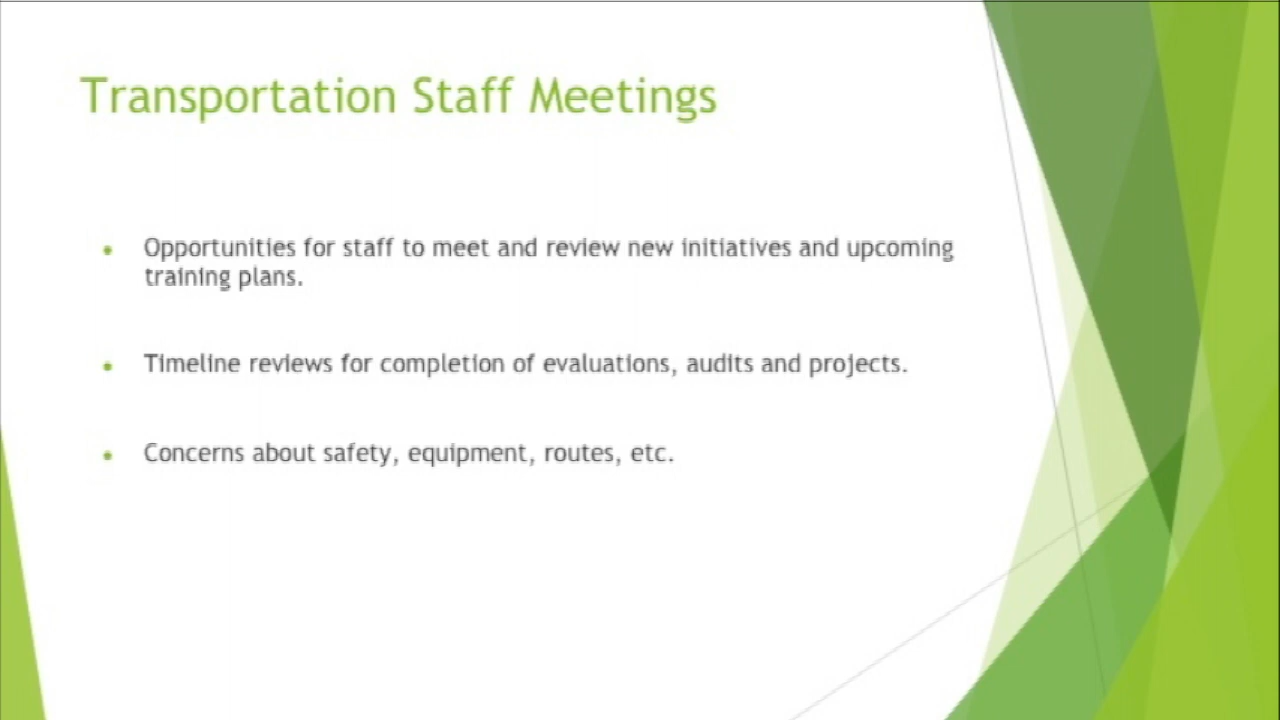 Transportation Staff Meetings
• Opportunities for staff to meet and review new initiatives and upcoming
training plans.
• Timeline reviews for completion of evaluations, audits and projects.
• Concerns about safety, equipment, routes, etc.